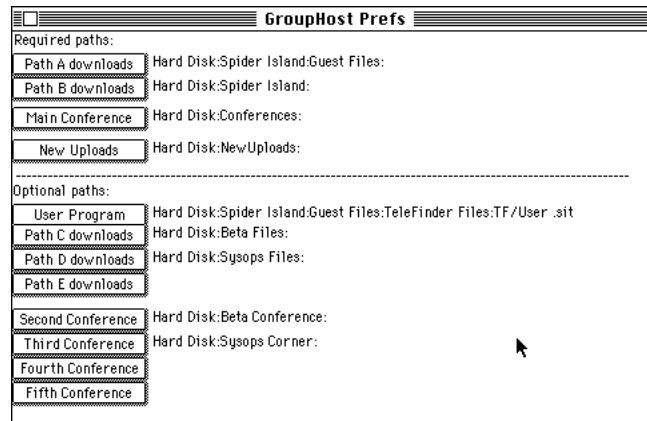 GroupHost Prefs
Required paths:
Path A downloads Hard Disk:Spider Island:Guest Files:
Path B downloads Hard Disk:Spider Island:
Main Conference Hard Disk:Conferences:
New Uploads Hard Disk:NewUploads:
Optional paths:
User Program Hard Disk:Spider Island:Guest Files:TeleFinder Files:TF/User .sit
Path C downloads Hard Disk:Beta Files:
Path D downloads Hard Disk:Sysops Files:
Path E downloads
Second Conference Hard Disk:Beta Conference:
Third Conference Hard Disk:Sysops Corner:
Fourth Conference
Fifth Conference